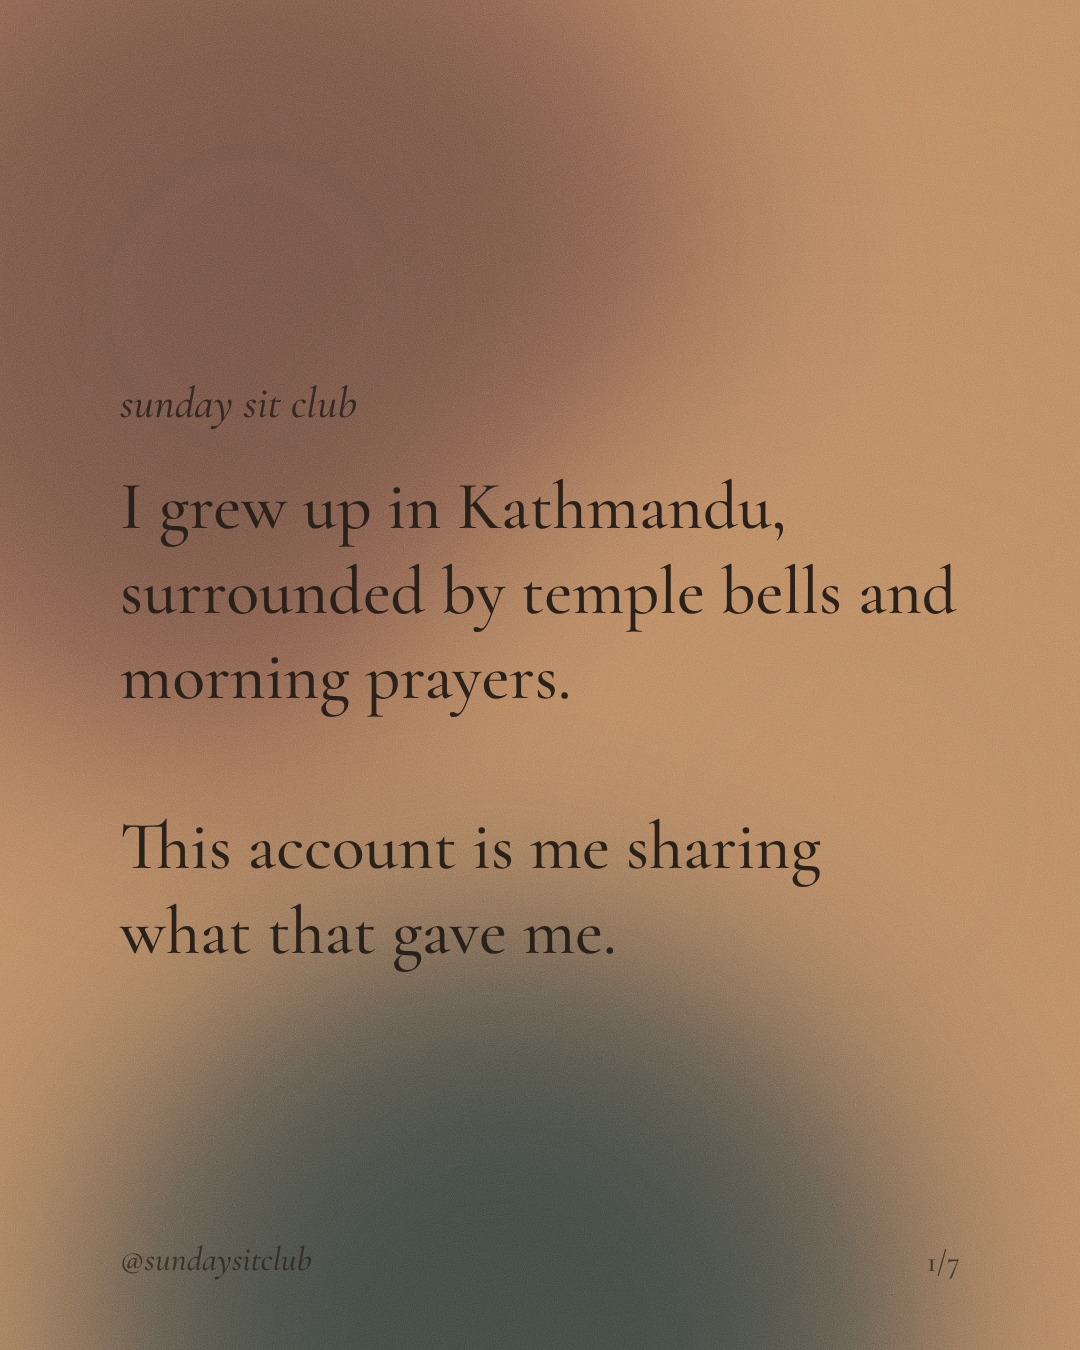 sunday sit club
I grew up in Kathmandu,
surrounded by temple bells and
morning prayers.
This account is me sharing
what that gave me.
@sundaysitclub
1/7